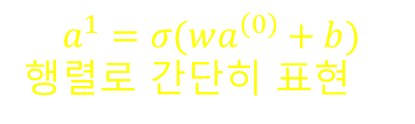 a¹ = σ(wa⁽⁰⁾ + b)
행렬로 간단히 표현